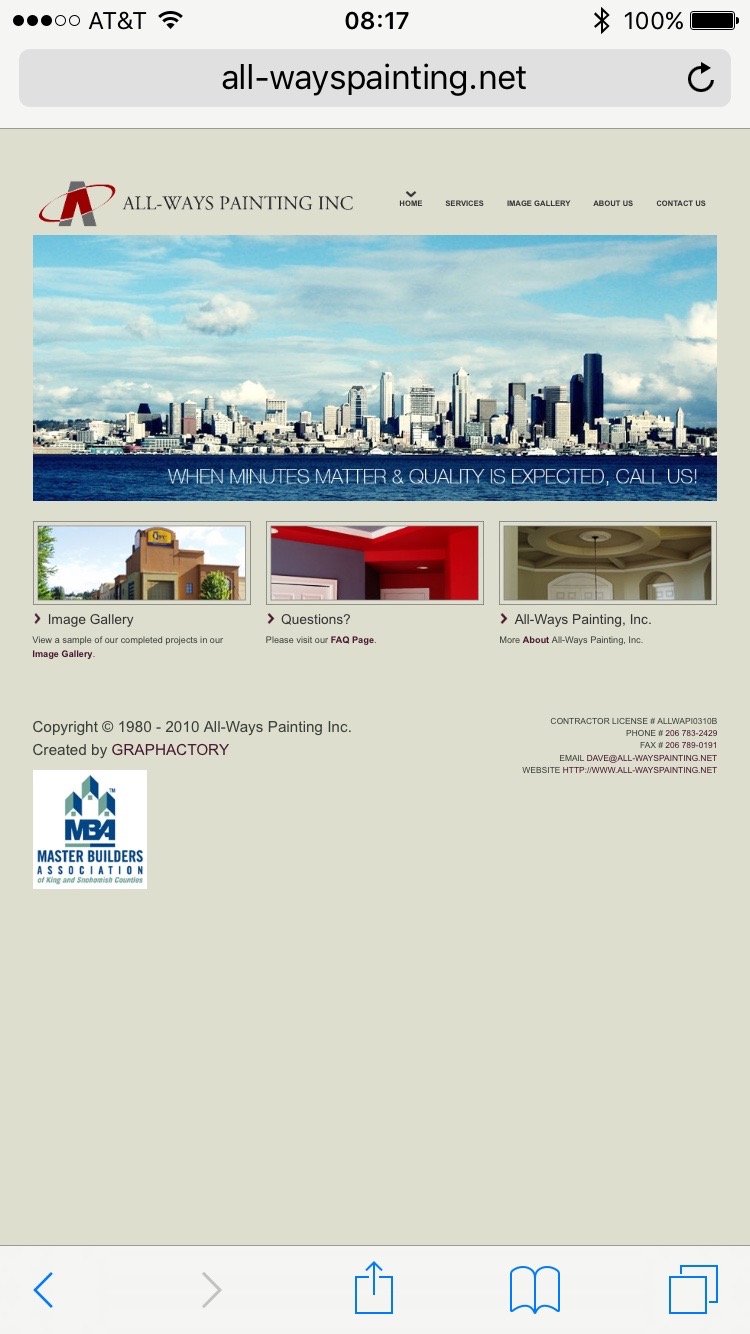 AT&T 08:17 100%
all-wayspainting.net
ALL-WAYS PAINTING INC
HOME SERVICES IMAGE GALLERY ABOUT US CONTACT US
WHEN MINUTES MATTER & QUALITY IS EXPECTED, CALL US!
QFC
Image Gallery
View a sample of our completed projects in our
Image Gallery.
Questions?
Please visit our FAQ Page.
All-Ways Painting, Inc.
More About All-Ways Painting, Inc.
Copyright © 1980 - 2010 All-Ways Painting Inc.
Created by GRAPHACTORY
CONTRACTOR LICENSE # ALLWAPI0310B
PHONE # 206 783-2429
FAX # 206 789-0191
EMAIL DAVE@ALL-WAYSPAINTING.NET
WEBSITE HTTP://WWW.ALL-WAYSPAINTING.NET
MBA™
MASTER BUILDERS
ASSOCIATION
of King and Snohomish Counties